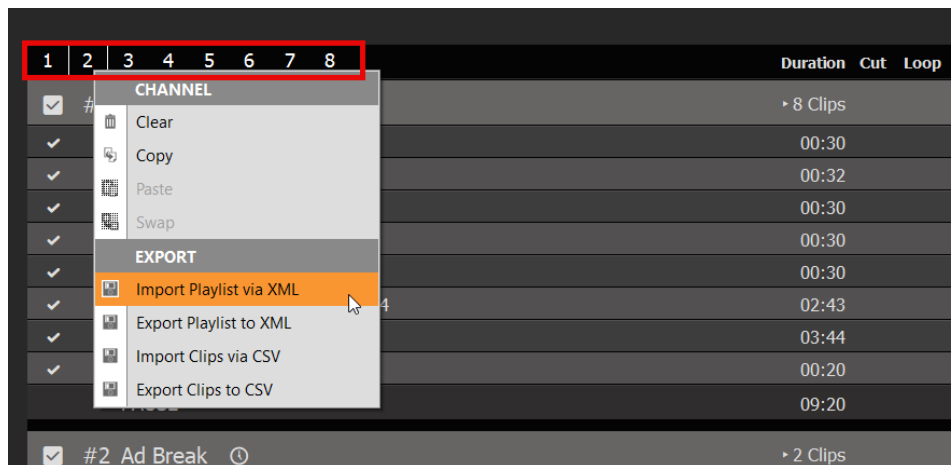 1 2 3 4 5 6 7 8 Duration Cut Loop
CHANNEL
# ‣ 8 Clips
Clear
00:30
Copy
00:32
Paste
00:30
Swap
00:30
EXPORT
00:30
Import Playlist via XML
4 02:43
Export Playlist to XML
03:44
Import Clips via CSV
00:20
Export Clips to CSV
09:20
#2 Ad Break ‣ 2 Clips